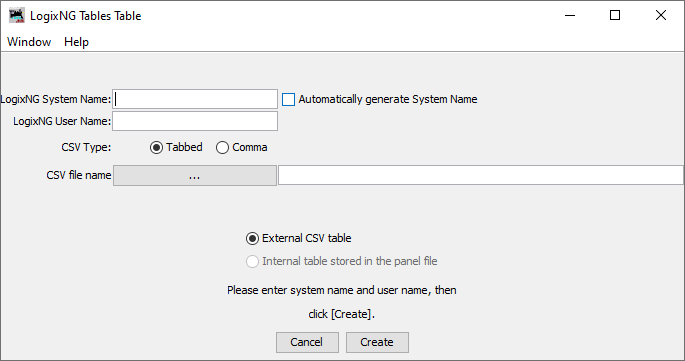 LogixNG Tables Table
Window Help
LogixNG System Name: Automatically generate System Name
LogixNG User Name:
CSV Type: Tabbed Comma
CSV file name ...
External CSV table
Internal table stored in the panel file
Please enter system name and user name, then
click [Create].
Cancel Create